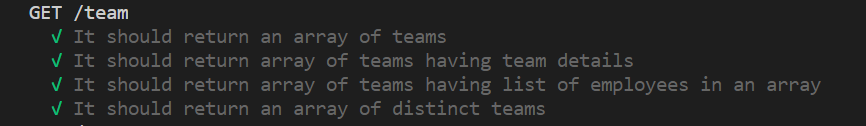 GET /team
√ It should return an array of teams
√ It should return array of teams having team details
√ It should return array of teams having list of employees in an array
√ It should return an array of distinct teams